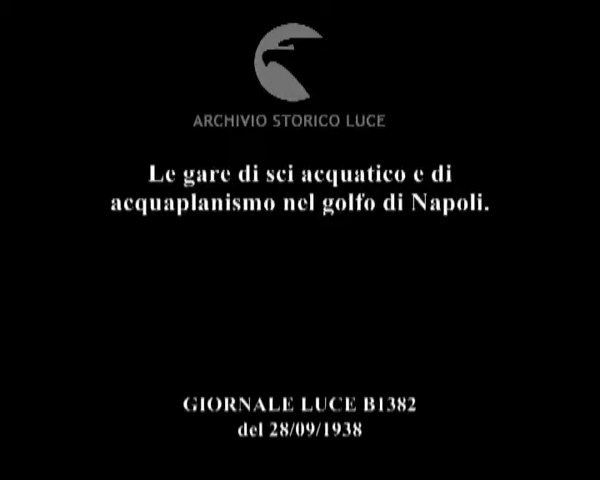 ARCHIVIO STORICO LUCE
Le gare di sci acquatico e di
acquaplanismo nel golfo di Napoli.
GIORNALE LUCE B1382
del 28/09/1938